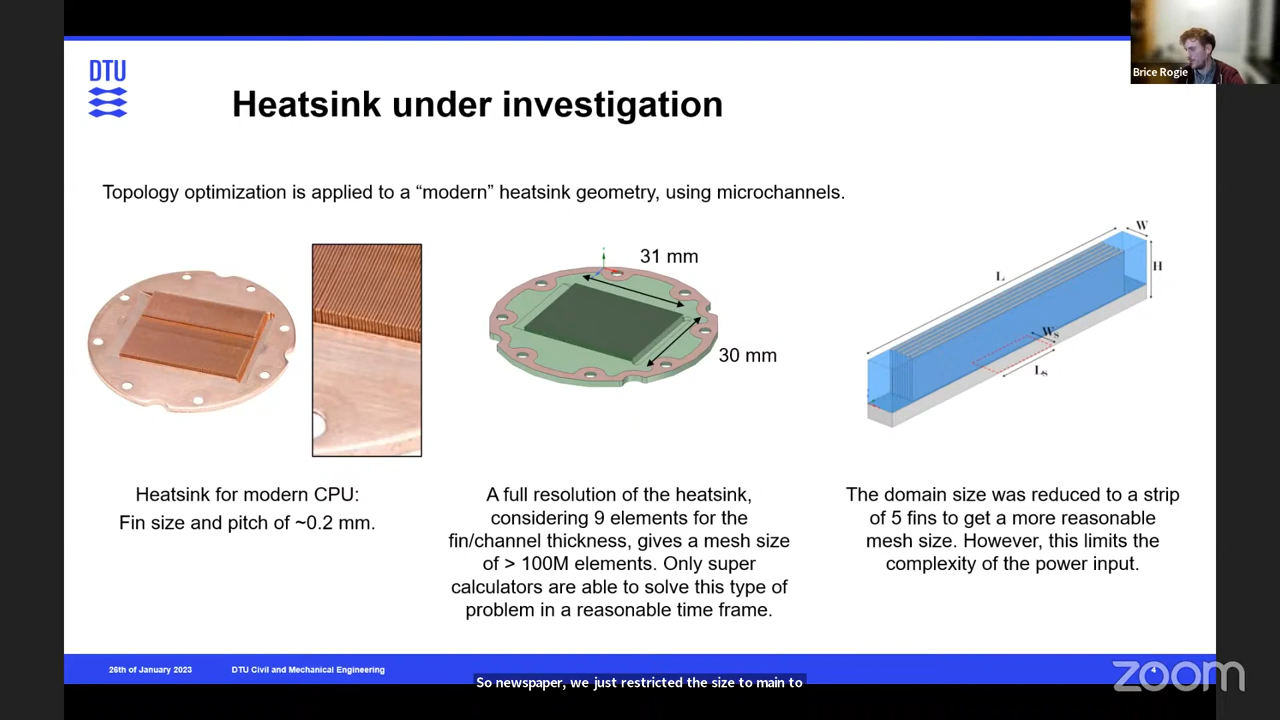 Brice Rogie
DTU
Heatsink under investigation
Topology optimization is applied to a “modern” heatsink geometry, using microchannels.
31 mm
30 mm
L
W
H
Ws
Ls
Heatsink for modern CPU:
Fin size and pitch of ~0.2 mm.
A full resolution of the heatsink,
considering 9 elements for the
fin/channel thickness, gives a mesh size
of > 100M elements. Only super
calculators are able to solve this type of
problem in a reasonable time frame.
The domain size was reduced to a strip
of 5 fins to get a more reasonable
mesh size. However, this limits the
complexity of the power input.
26th of January 2023
DTU Civil and Mechanical Engineering
4
zoom
So newspaper, we just restricted the size to main to